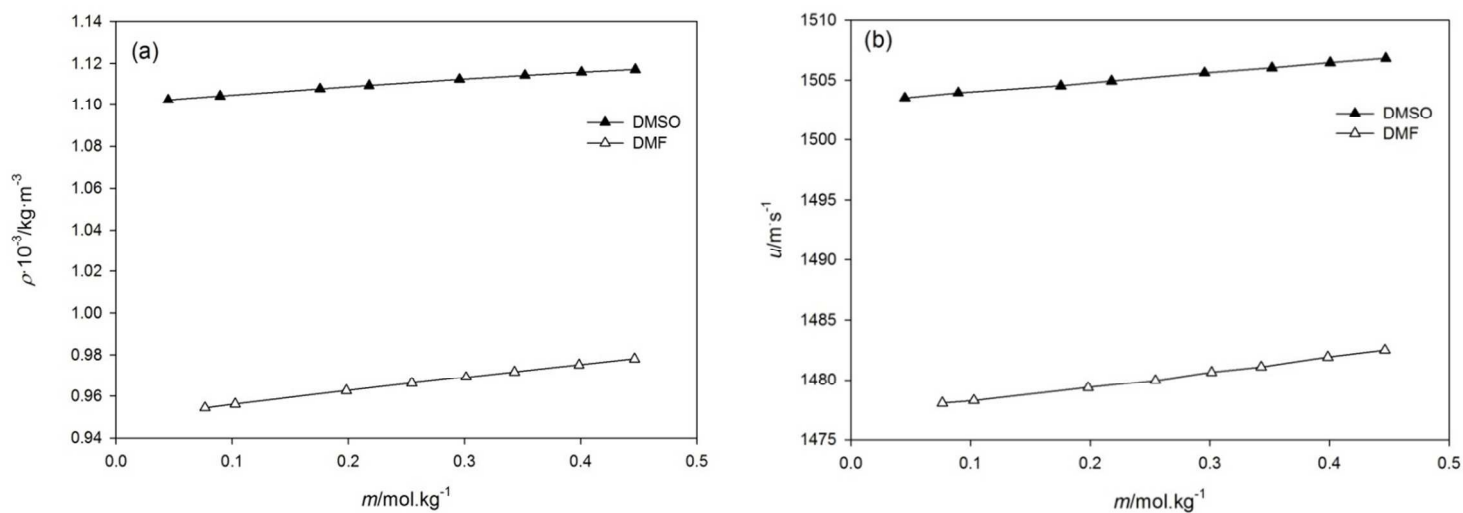 (a)
1.14
1.12
1.10
1.08
1.06
1.04
1.02
1.00
0.98
0.96
0.94
0.0 0.1 0.2 0.3 0.4 0.5
ρ·10⁻³/kg·m⁻³
m/mol.kg⁻¹
DMSO
DMF
(b)
1510
1505
1500
1495
1490
1485
1480
1475
0.0 0.1 0.2 0.3 0.4 0.5
u/m·s⁻¹
m/mol.kg⁻¹
DMSO
DMF